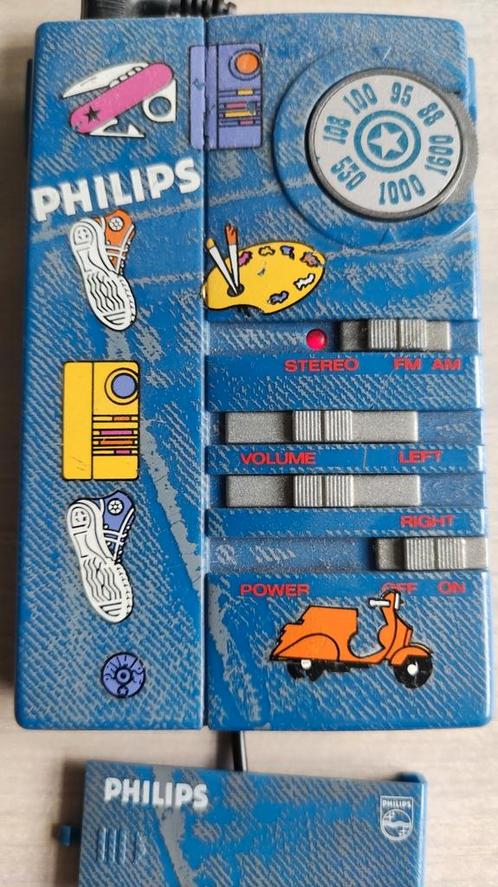 PHILIPS
108 100 95 88
530 1000 1600
STEREO FM AM
VOLUME LEFT
RIGHT
POWER OFF ON
PHILIPS
PHILIPS